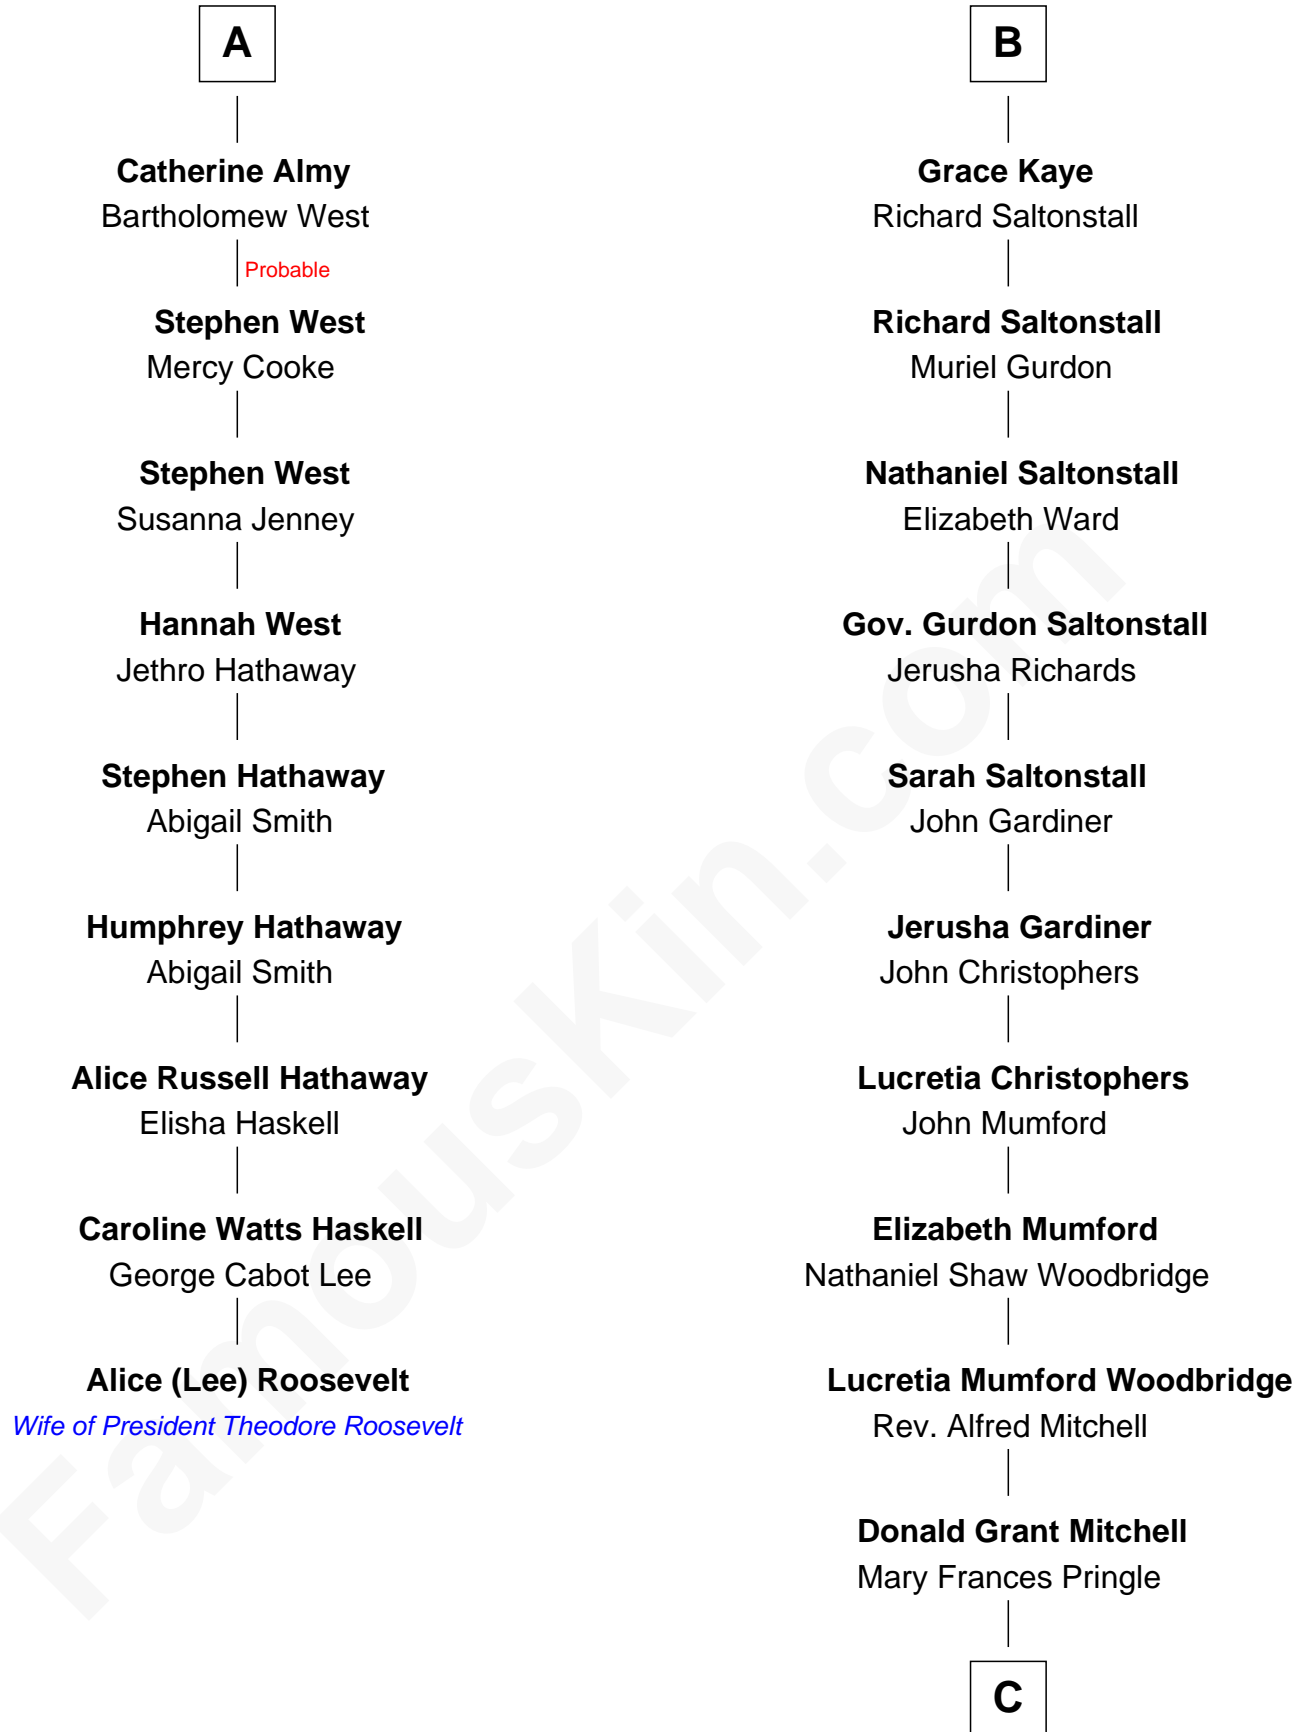 A
Catherine Almy
Bartholomew West
Probable
Stephen West
Mercy Cooke
Stephen West
Susanna Jenney
Hannah West
Jethro Hathaway
Stephen Hathaway
Abigail Smith
Humphrey Hathaway
Abigail Smith
Alice Russell Hathaway
Elisha Haskell
Caroline Watts Haskell
George Cabot Lee
Alice (Lee) Roosevelt
Wife of President Theodore Roosevelt
B
Grace Kaye
Richard Saltonstall
Richard Saltonstall
Muriel Gurdon
Nathaniel Saltonstall
Elizabeth Ward
Gov. Gurdon Saltonstall
Jerusha Richards
Sarah Saltonstall
John Gardiner
Jerusha Gardiner
John Christophers
Lucretia Christophers
John Mumford
Elizabeth Mumford
Nathaniel Shaw Woodbridge
Lucretia Mumford Woodbridge
Rev. Alfred Mitchell
Donald Grant Mitchell
Mary Frances Pringle
C
FamousKin.com